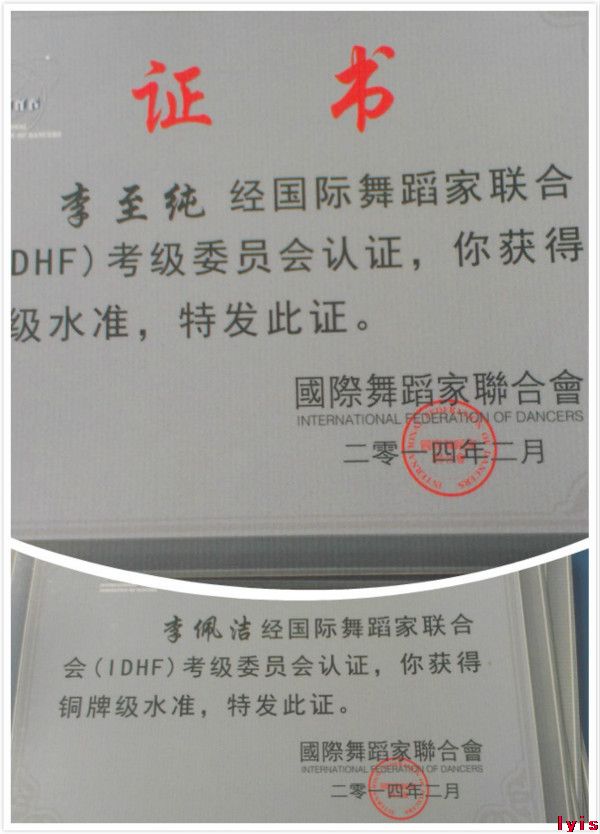 证 书
李至纯 经国际舞蹈家联合
DHF)考级委员会认证，你获得
级水准，特发此证。
國際舞蹈家聯合會
INTERNATIONAL FEDERATION OF DANCERS
二零一四年二月
INTERNATIONAL FEDERATION OF DANCERS
李佩洁 经国际舞蹈家联合
会(IDHF)考级委员会认证，你获得
铜牌级水准，特发此证。
國際舞蹈家聯合會
INTERNATIONAL FEDERATION OF DANCERS
二零一四年二月
lyis